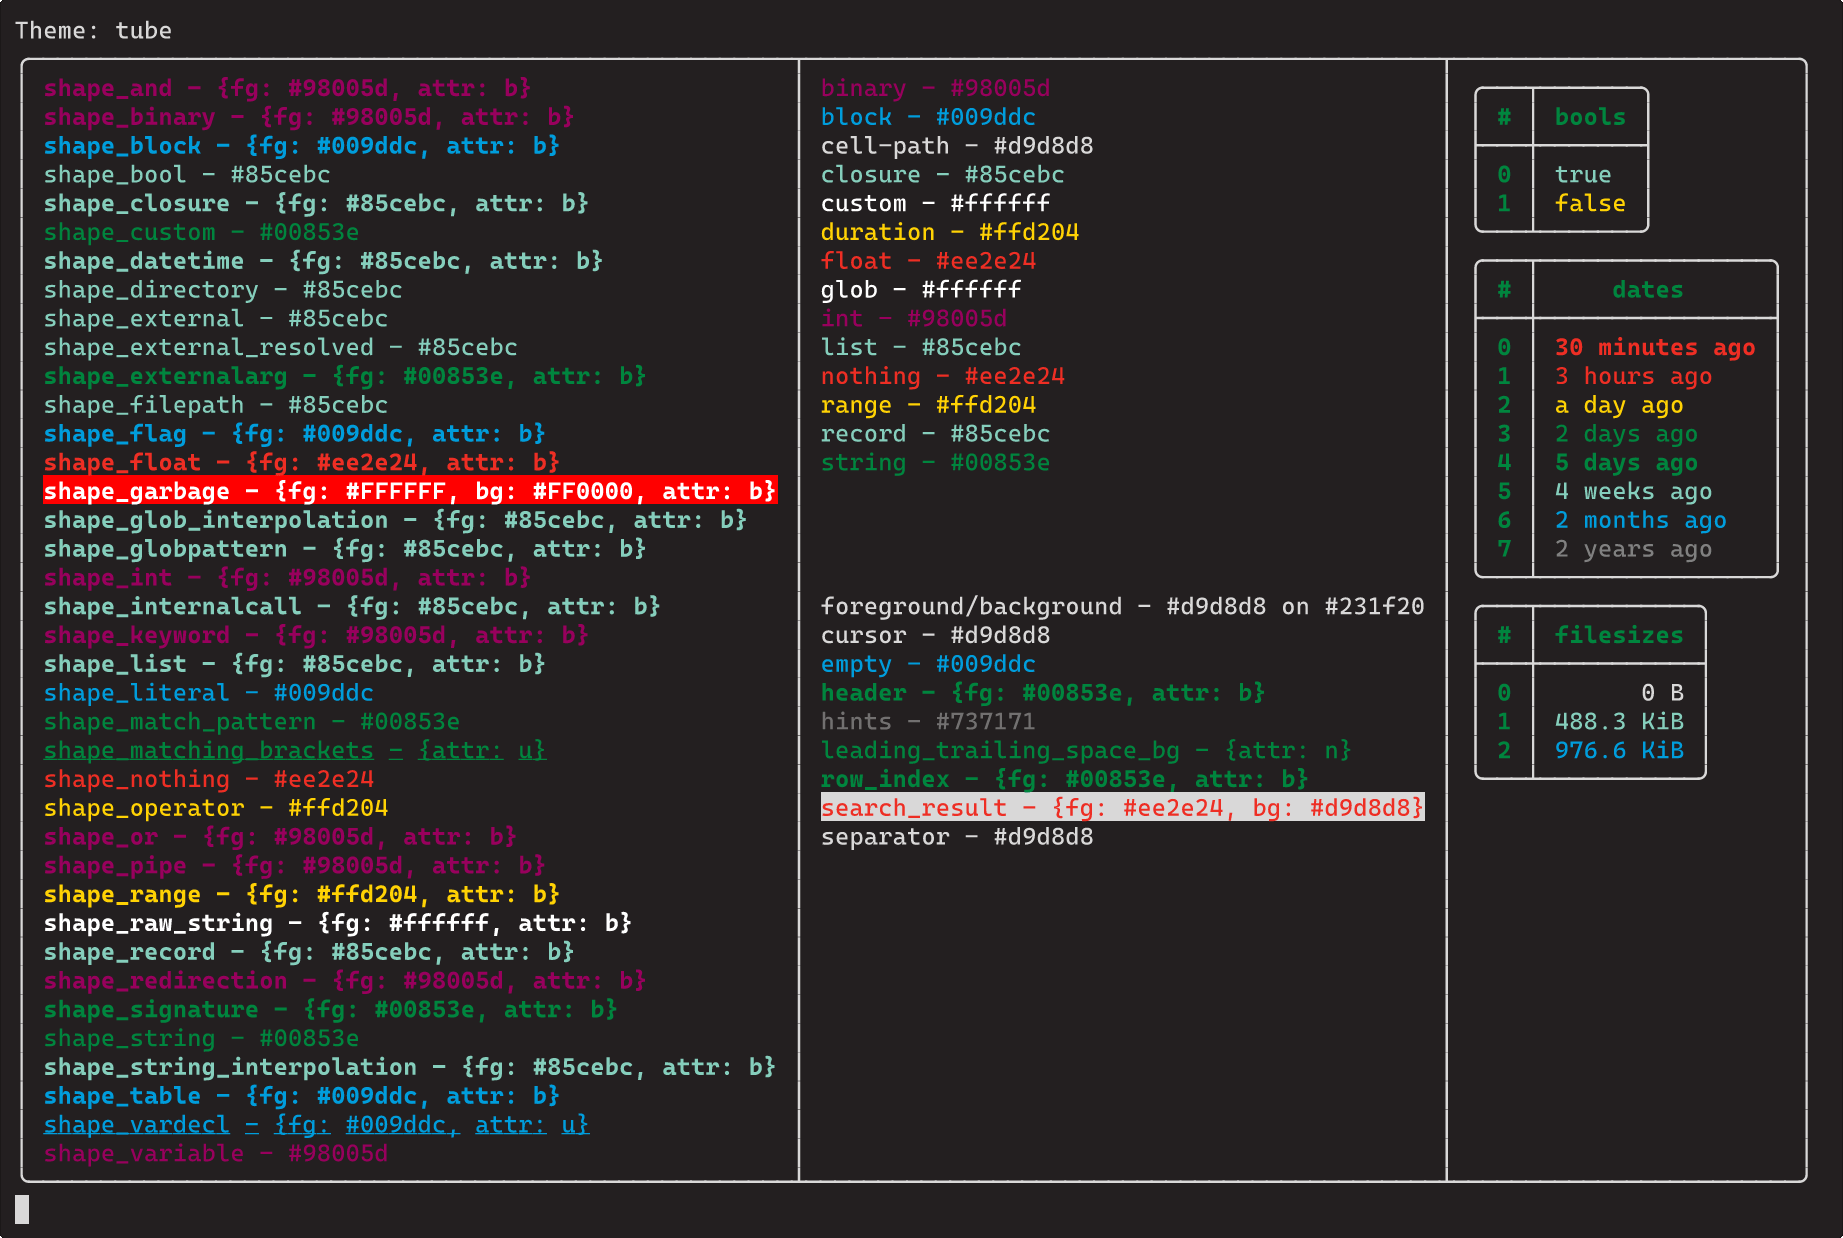 Theme: tube
shape_and - {fg: #98005d, attr: b}
shape_binary - {fg: #98005d, attr: b}
shape_block - {fg: #009ddc, attr: b}
shape_bool - #85cebc
shape_closure - {fg: #85cebc, attr: b}
shape_custom - #00853e
shape_datetime - {fg: #85cebc, attr: b}
shape_directory - #85cebc
shape_external - #85cebc
shape_external_resolved - #85cebc
shape_externalarg - {fg: #00853e, attr: b}
shape_filepath - #85cebc
shape_flag - {fg: #009ddc, attr: b}
shape_float - {fg: #ee2e24, attr: b}
shape_garbage - {fg: #FFFFFF, bg: #FF0000, attr: b}
shape_glob_interpolation - {fg: #85cebc, attr: b}
shape_globpattern - {fg: #85cebc, attr: b}
shape_int - {fg: #98005d, attr: b}
shape_internalcall - {fg: #85cebc, attr: b}
shape_keyword - {fg: #98005d, attr: b}
shape_list - {fg: #85cebc, attr: b}
shape_literal - #009ddc
shape_match_pattern - #00853e
shape_matching_brackets - {attr: u}
shape_nothing - #ee2e24
shape_operator - #ffd204
shape_or - {fg: #98005d, attr: b}
shape_pipe - {fg: #98005d, attr: b}
shape_range - {fg: #ffd204, attr: b}
shape_raw_string - {fg: #ffffff, attr: b}
shape_record - {fg: #85cebc, attr: b}
shape_redirection - {fg: #98005d, attr: b}
shape_signature - {fg: #00853e, attr: b}
shape_string - #00853e
shape_string_interpolation - {fg: #85cebc, attr: b}
shape_table - {fg: #009ddc, attr: b}
shape_vardecl - {fg: #009ddc, attr: u}
shape_variable - #98005d
binary - #98005d
block - #009ddc
cell-path - #d9d8d8
closure - #85cebc
custom - #ffffff
duration - #ffd204
float - #ee2e24
glob - #ffffff
int - #98005d
list - #85cebc
nothing - #ee2e24
range - #ffd204
record - #85cebc
string - #00853e
foreground/background - #d9d8d8 on #231f20
cursor - #d9d8d8
empty - #009ddc
header - {fg: #00853e, attr: b}
hints - #737171
leading_trailing_space_bg - {attr: n}
row_index - {fg: #00853e, attr: b}
search_result - {fg: #ee2e24, bg: #d9d8d8}
separator - #d9d8d8
# bools
0 true
1 false
# dates
0 30 minutes ago
1 3 hours ago
2 a day ago
3 2 days ago
4 5 days ago
5 4 weeks ago
6 2 months ago
7 2 years ago
# filesizes
0 0 B
1 488.3 KiB
2 976.6 KiB